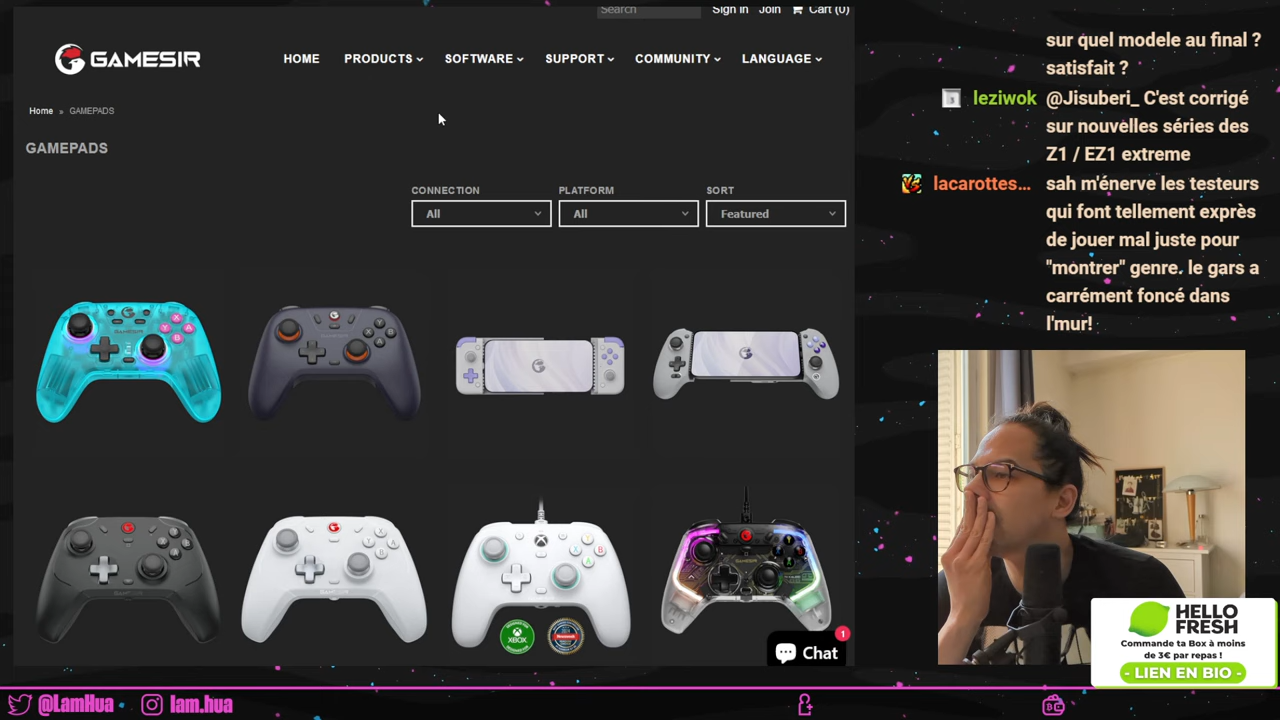 Search
Sign in
Join
Cart (0)
GAMESIR
HOME
PRODUCTS
SOFTWARE
SUPPORT
COMMUNITY
LANGUAGE
Home » GAMEPADS
GAMEPADS
CONNECTION
PLATFORM
SORT
All
All
Featured
XBOX
Chat
1
sur quel modele au final ?
satisfait ?
leziwok @Jisuberi_ C'est corrigé
sur nouvelles séries des
Z1 / EZ1 extreme
lacarottes... sah m'énerve les testeurs
qui font tellement exprès
de jouer mal juste pour
"montrer" genre. le gars a
carrément foncé dans
l'mur!
HELLO
FRESH
Commande ta Box à moins
de 3€ par repas !
- LIEN EN BIO -
@LamHua
lam.hua